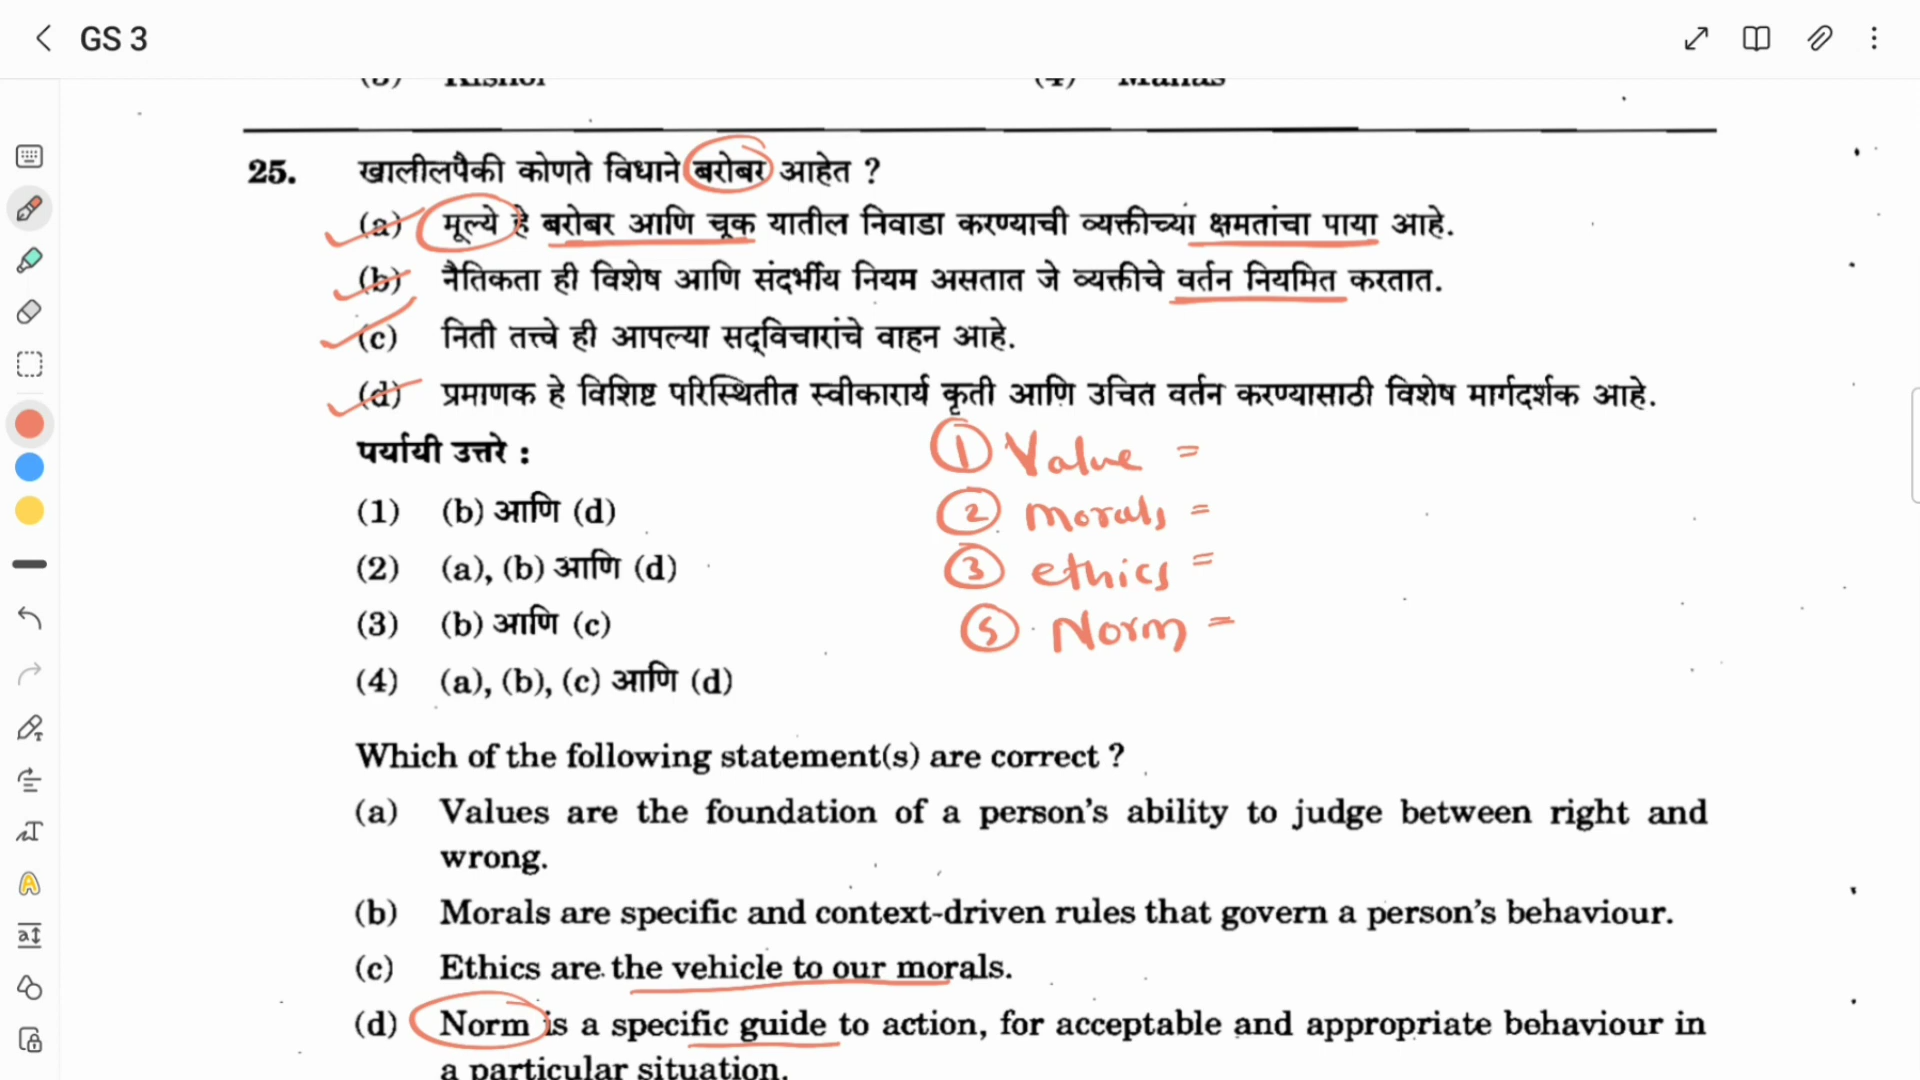 GS 3
(3) Kishor (4) Manas
25. खालीलपैकी कोणते विधाने बरोबर आहेत ?
(a) मूल्ये हे बरोबर आणि चूक यातील निवाडा करण्याची व्यक्तीच्या क्षमतांचा पाया आहे.
(b) नैतिकता ही विशेष आणि संदर्भीय नियम असतात जे व्यक्तीचे वर्तन नियमित करतात.
(c) निती तत्त्वे ही आपल्या सद्‌विचारांचे वाहन आहे.
(d) प्रमाणक हे विशिष्ट परिस्थितीत स्वीकारार्य कृती आणि उचित वर्तन करण्यासाठी विशेष मार्गदर्शक आहे.
पर्यायी उत्तरे :
① Value =
(1) (b) आणि (d)
② morals =
(2) (a), (b) आणि (d)
③ ethics =
(3) (b) आणि (c)
⑤ Norm =
(4) (a), (b), (c) आणि (d)
Which of the following statement(s) are correct ?
(a) Values are the foundation of a person's ability to judge between right and
wrong.
(b) Morals are specific and context-driven rules that govern a person's behaviour.
(c) Ethics are the vehicle to our morals.
(d) Norm is a specific guide to action, for acceptable and appropriate behaviour in
a particular situation.